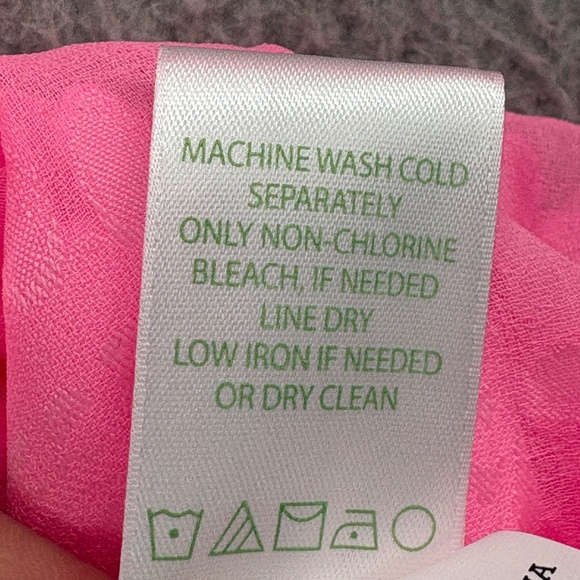 MACHINE WASH COLD
SEPARATELY
ONLY NON-CHLORINE
BLEACH, IF NEEDED
LINE DRY
LOW IRON IF NEEDED
OR DRY CLEAN